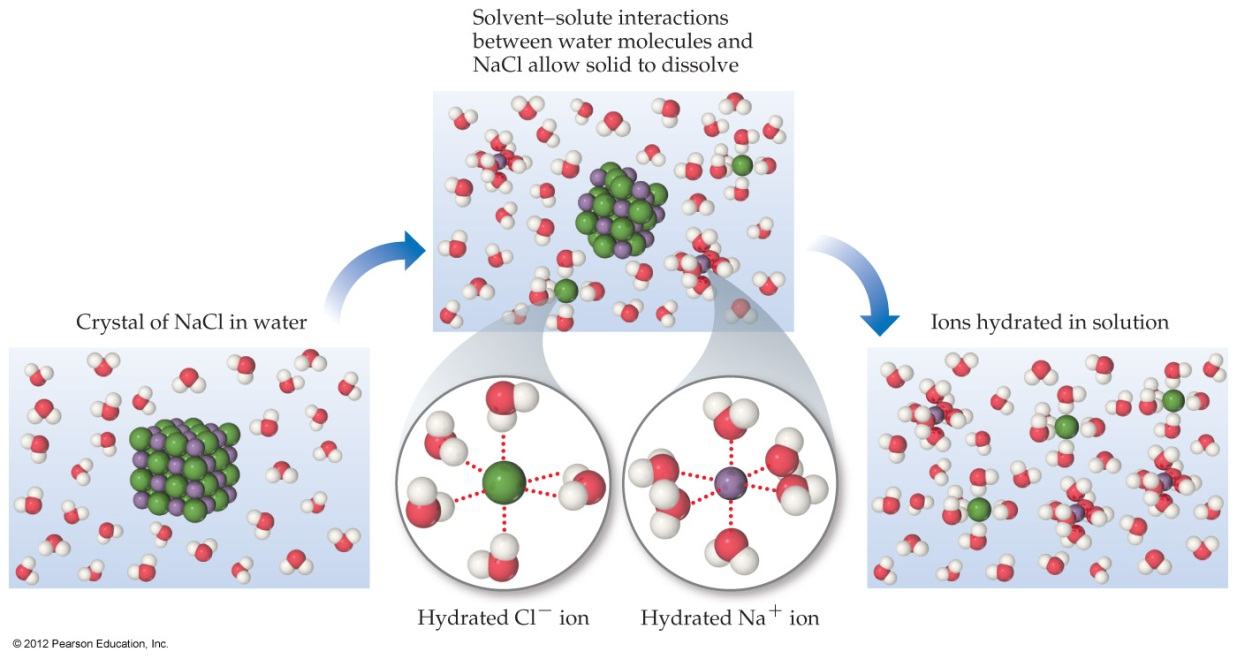 Solvent–solute interactions
between water molecules and
NaCl allow solid to dissolve
Crystal of NaCl in water
Ions hydrated in solution
Hydrated Cl⁻ ion
Hydrated Na⁺ ion
© 2012 Pearson Education, Inc.